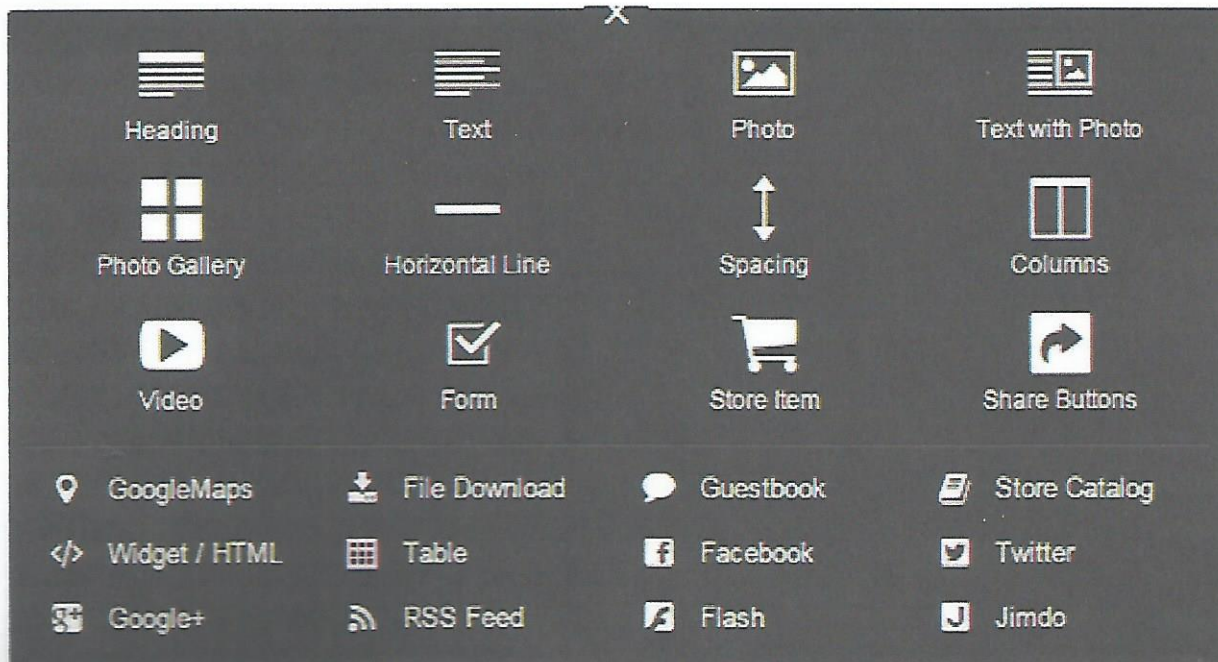 X
Heading Text Photo Text with Photo
Photo Gallery Horizontal Line Spacing Columns
Video Form Store Item Share Buttons
GoogleMaps File Download Guestbook Store Catalog
</> Widget / HTML Table f Facebook Twitter
g+ Google+ RSS Feed f Flash J Jimdo